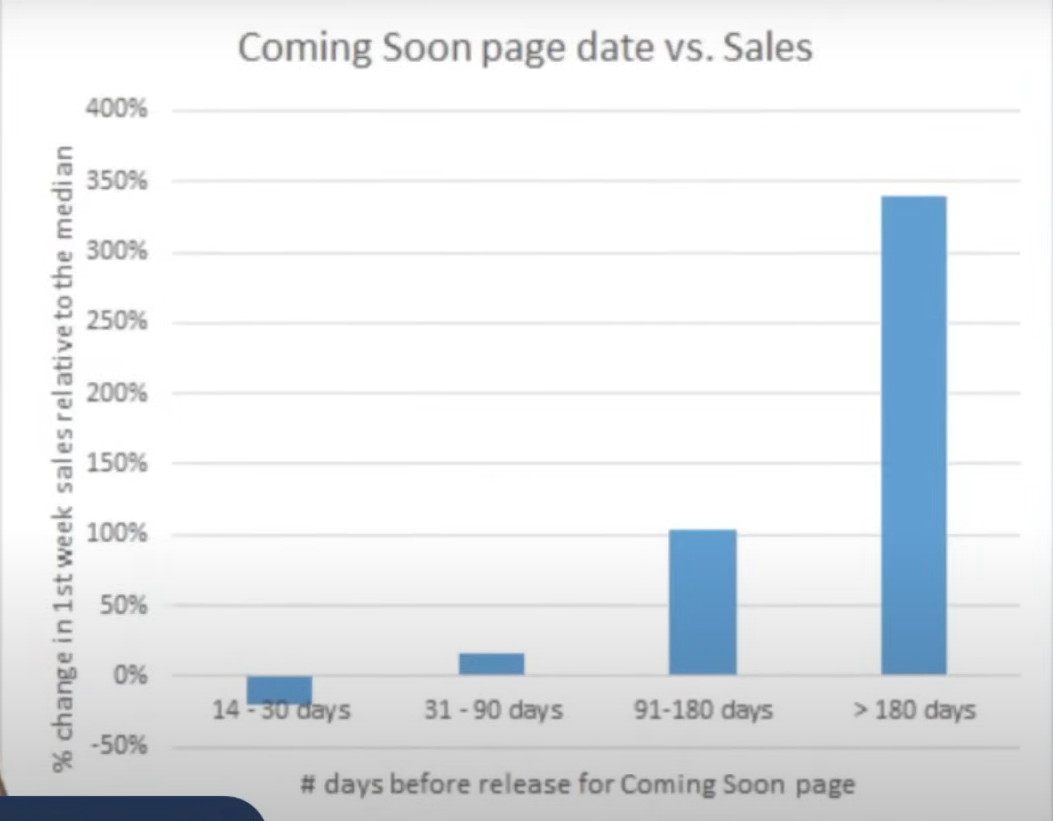 Coming Soon page date vs. Sales
% change in 1st week sales relative to the median
400%
350%
300%
250%
200%
150%
100%
50%
0%
-50%
14 - 30 days
31 - 90 days
91-180 days
> 180 days
# days before release for Coming Soon page